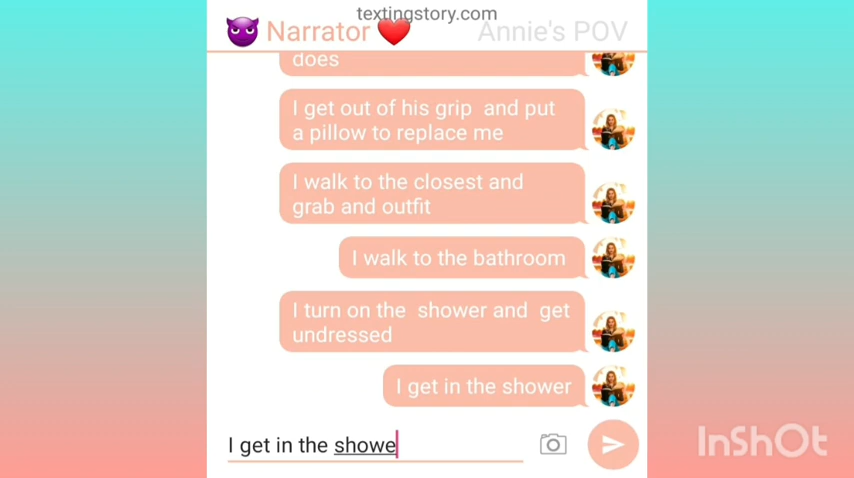 textingstory.com
Narrator
Annie's POV
does
I get out of his grip and put
a pillow to replace me
I walk to the closest and
grab and outfit
I walk to the bathroom
I turn on the shower and get
undressed
I get in the shower
I get in the showe
InShOt